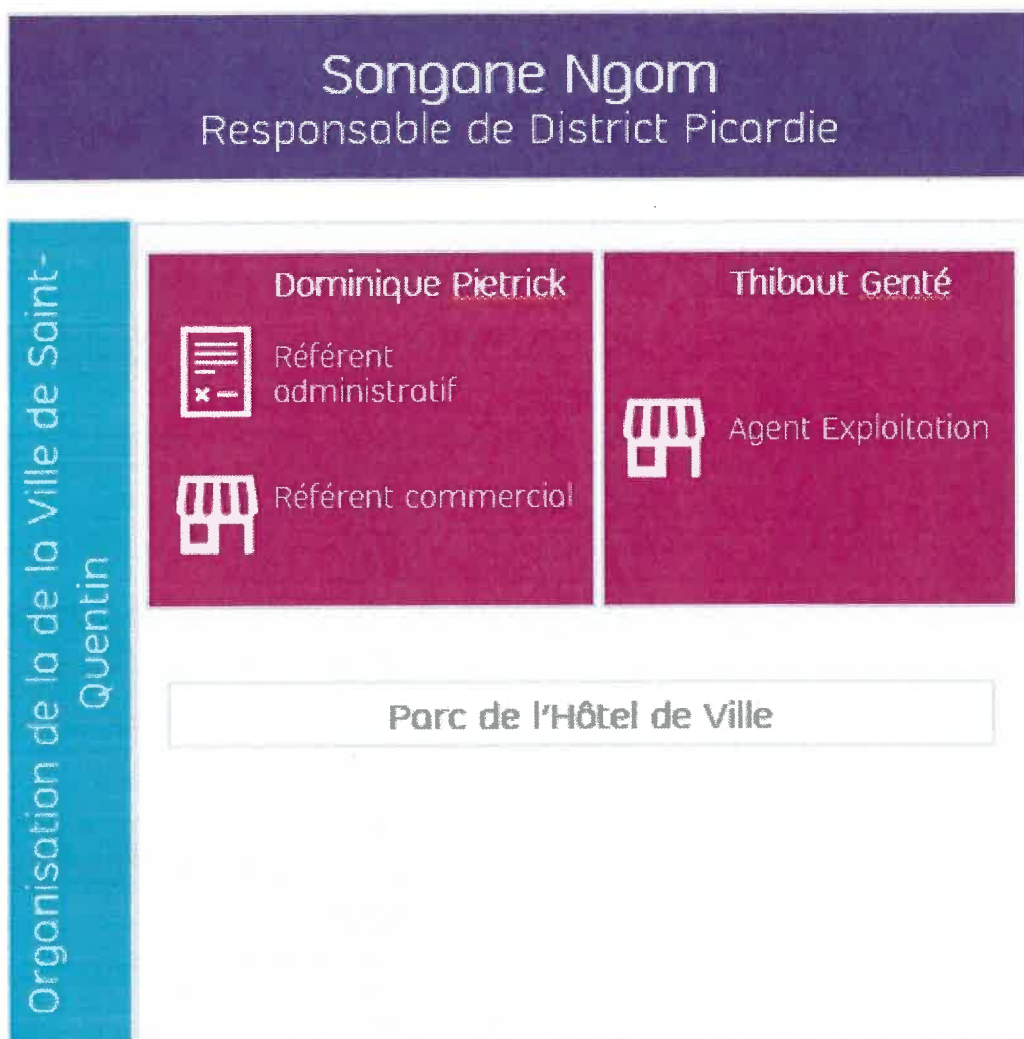 Songane Ngom
Responsable de District Picardie
Organisation de la de la Ville de Saint-
Quentin
Dominique Pietrick
Référent
administratif
Référent commercial
Thibaut Genté
Agent Exploitation
Parc de l'Hôtel de Ville